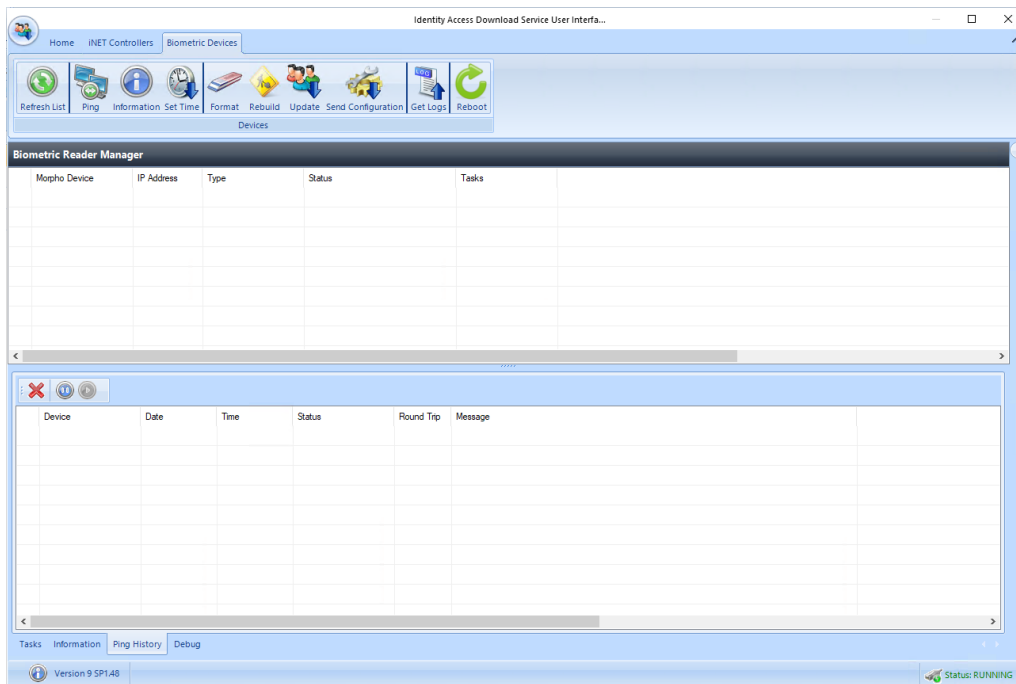 Identity Access Download Service User Interfa...
Home iNET Controllers Biometric Devices
LOG
Refresh List Ping Information Set Time Format Rebuild Update Send Configuration Get Logs Reboot
Devices
Biometric Reader Manager
Morpho Device IP Address Type Status Tasks
Device Date Time Status Round Trip Message
Tasks Information Ping History Debug
Version 9 SP1.48 Status: RUNNING